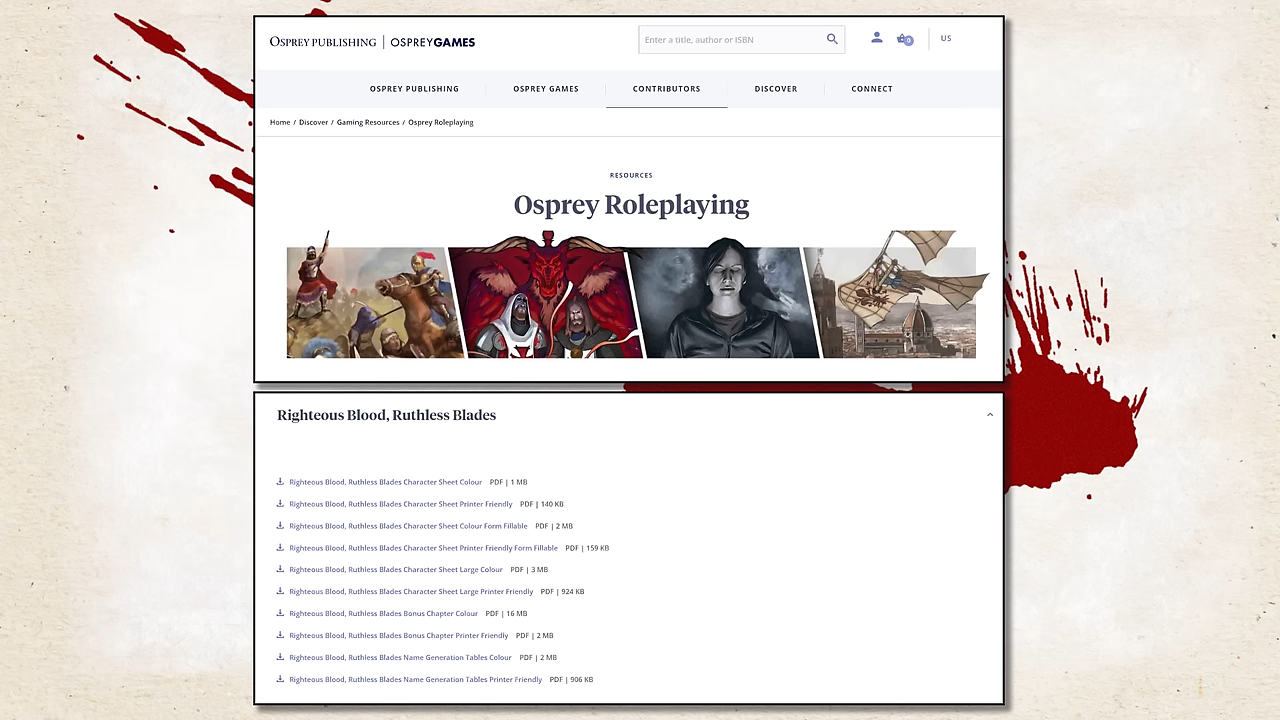 OSPREY PUBLISHING | OSPREYGAMES
Enter a title, author or ISBN
0
US
OSPREY PUBLISHING
OSPREY GAMES
CONTRIBUTORS
DISCOVER
CONNECT
Home / Discover / Gaming Resources / Osprey Roleplaying
RESOURCES
Osprey Roleplaying
Righteous Blood, Ruthless Blades
Righteous Blood, Ruthless Blades Character Sheet Colour PDF | 1 MB
Righteous Blood, Ruthless Blades Character Sheet Printer Friendly PDF | 140 KB
Righteous Blood, Ruthless Blades Character Sheet Colour Form Fillable PDF | 2 MB
Righteous Blood, Ruthless Blades Character Sheet Printer Friendly Form Fillable PDF | 159 KB
Righteous Blood, Ruthless Blades Character Sheet Large Colour PDF | 3 MB
Righteous Blood, Ruthless Blades Character Sheet Large Printer Friendly PDF | 924 KB
Righteous Blood, Ruthless Blades Bonus Chapter Colour PDF | 16 MB
Righteous Blood, Ruthless Blades Bonus Chapter Printer Friendly PDF | 2 MB
Righteous Blood, Ruthless Blades Name Generation Tables Colour PDF | 2 MB
Righteous Blood, Ruthless Blades Name Generation Tables Printer Friendly PDF | 906 KB